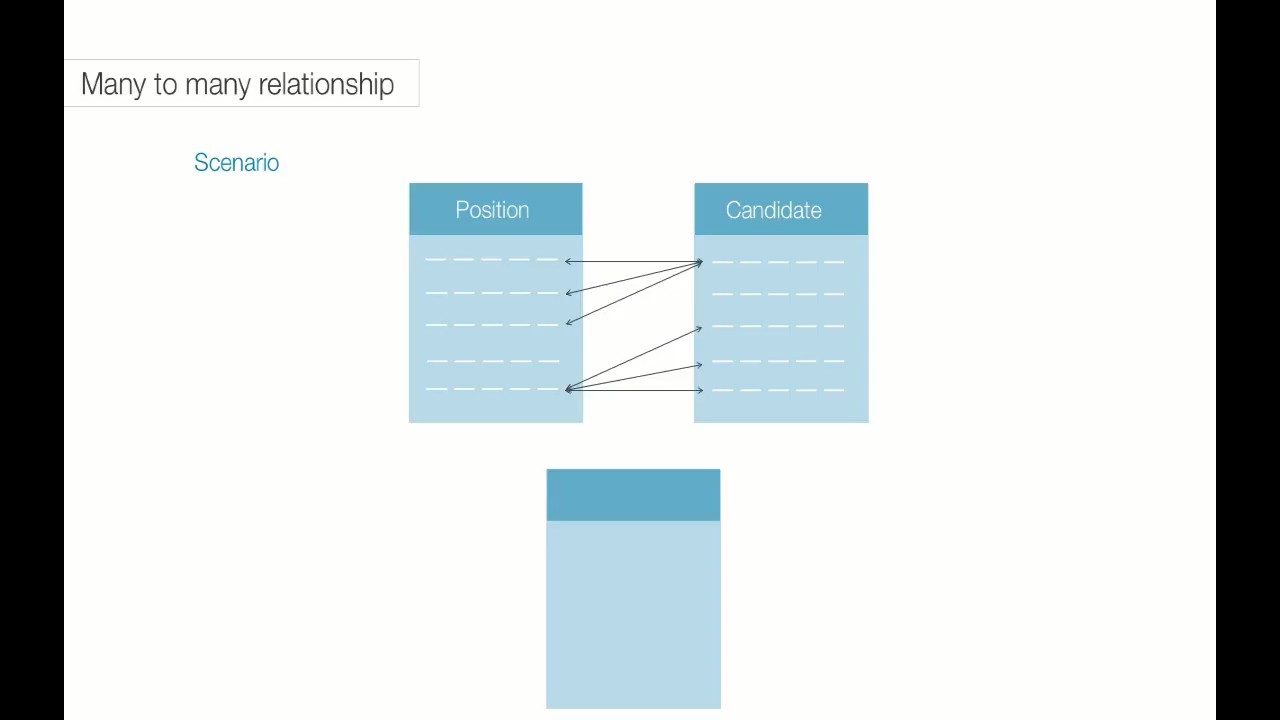 Many to many relationship
Scenario
Position
Candidate